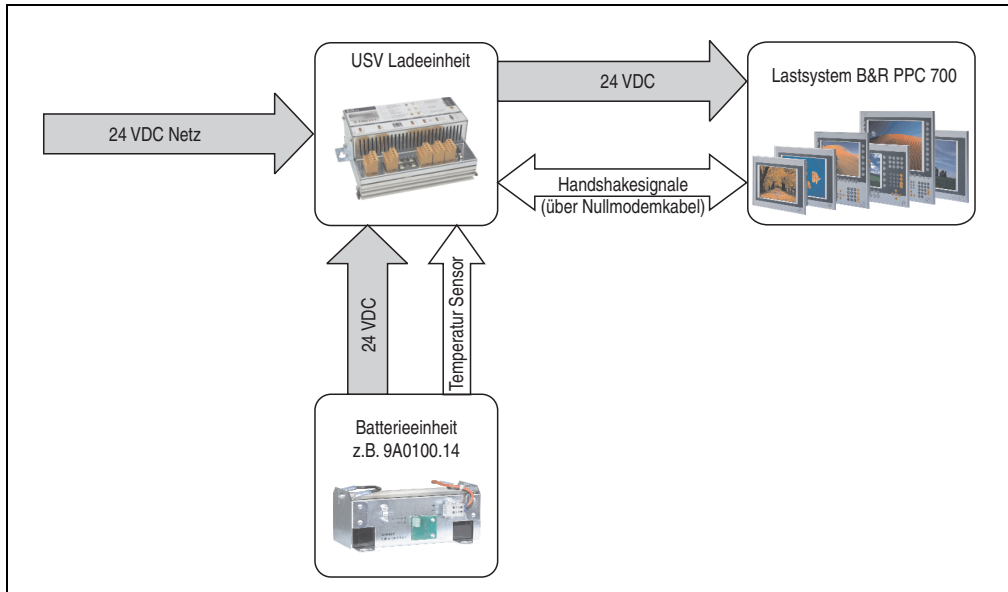 USV Ladeeinheit
24 VDC
Lastsystem B&R PPC 700
24 VDC Netz
Handshakesignale
(über Nullmodemkabel)
24 VDC
Temperatur Sensor
Batterieeinheit
z.B. 9A0100.14